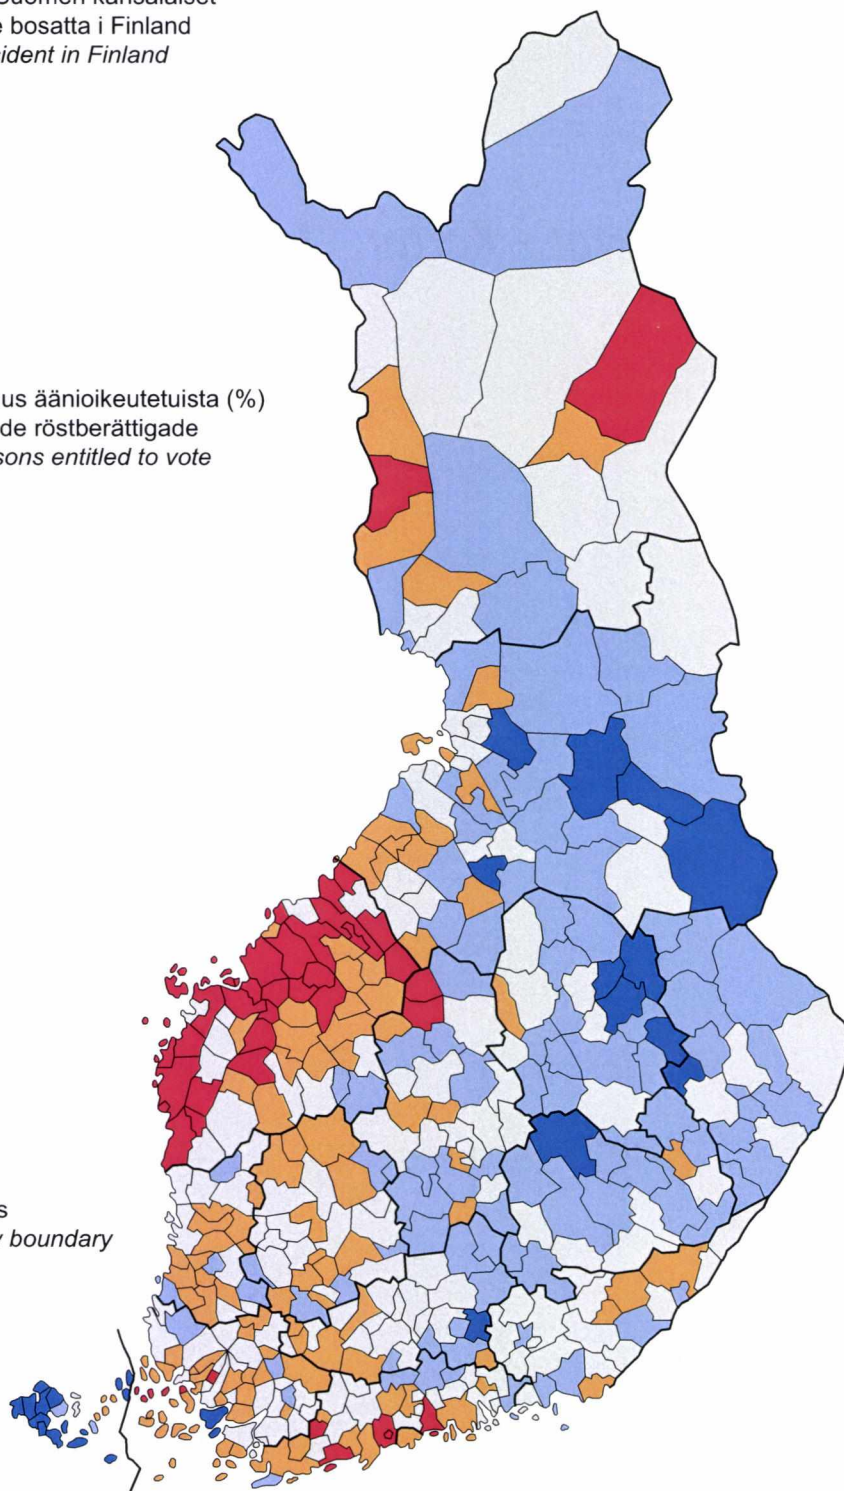 Suomen kansalaiset
e bosatta i Finland
ident in Finland
us äänioikeutetuista (%)
de röstberättigade
sons entitled to vote
s
y boundary